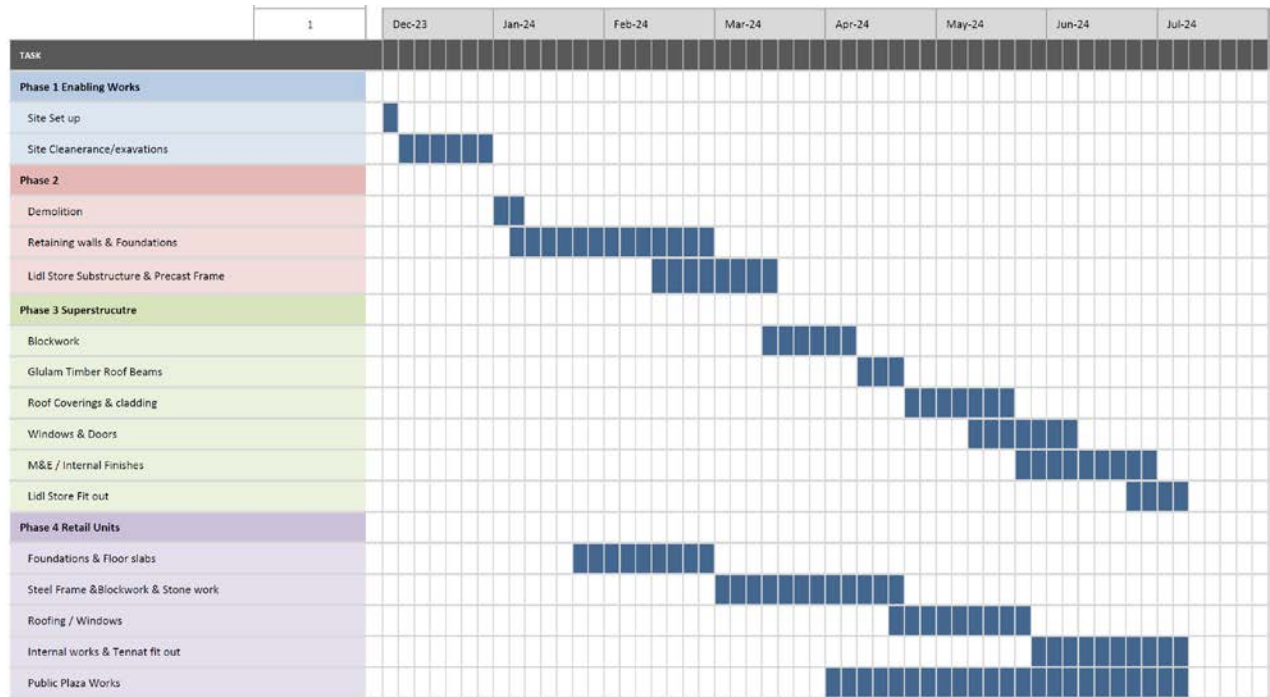 1 Dec-23 Jan-24 Feb-24 Mar-24 Apr-24 May-24 Jun-24 Jul-24
TASK
Phase 1 Enabling Works
Site Set up
Site Cleanerance/exavations
Phase 2
Demolition
Retaining walls & Foundations
Lidl Store Substructure & Precast Frame
Phase 3 Superstrucutre
Blockwork
Glulam Timber Roof Beams
Roof Coverings & cladding
Windows & Doors
M&E / Internal Finishes
Lidl Store Fit out
Phase 4 Retail Units
Foundations & Floor slabs
Steel Frame &Blockwork & Stone work
Roofing / Windows
Internal works & Tennat fit out
Public Plaza Works